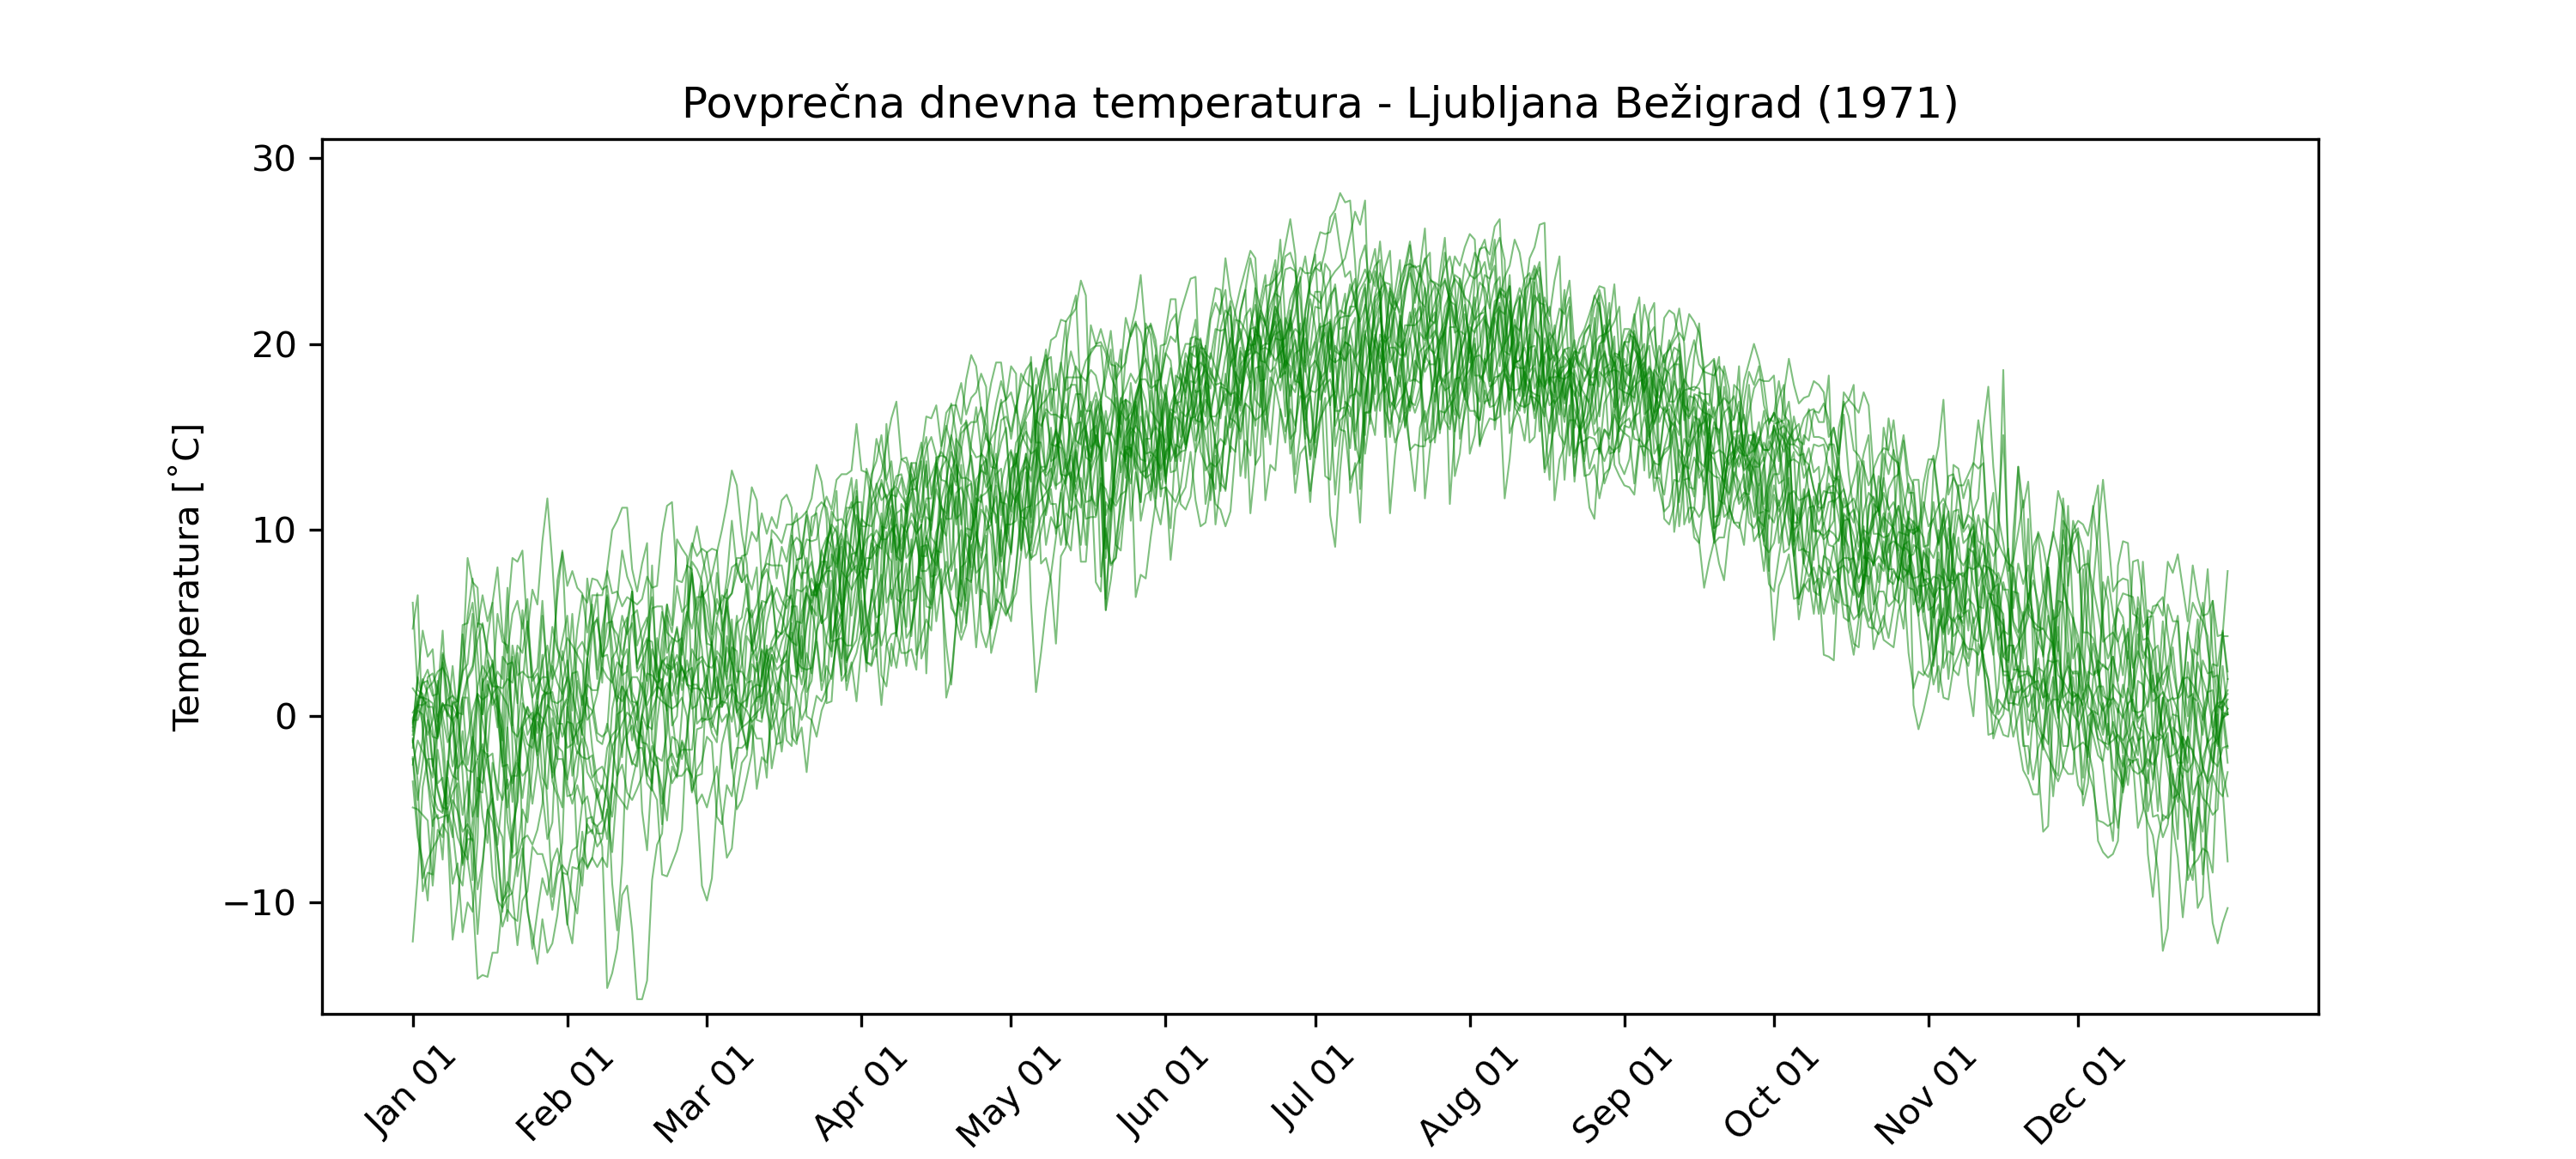 Povprečna dnevna temperatura - Ljubljana Bežigrad (1971)
30
20
10
0
−10
Temperatura [˚C]
Jan 01
Feb 01
Mar 01
Apr 01
May 01
Jun 01
Jul 01
Aug 01
Sep 01
Oct 01
Nov 01
Dec 01